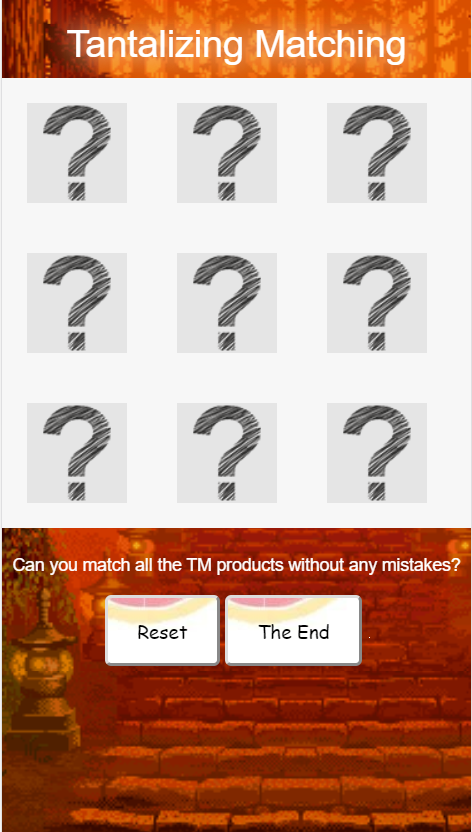 Tantalizing Matching
? ? ?
? ? ?
? ? ?
Can you match all the TM products without any mistakes?
Reset The End .